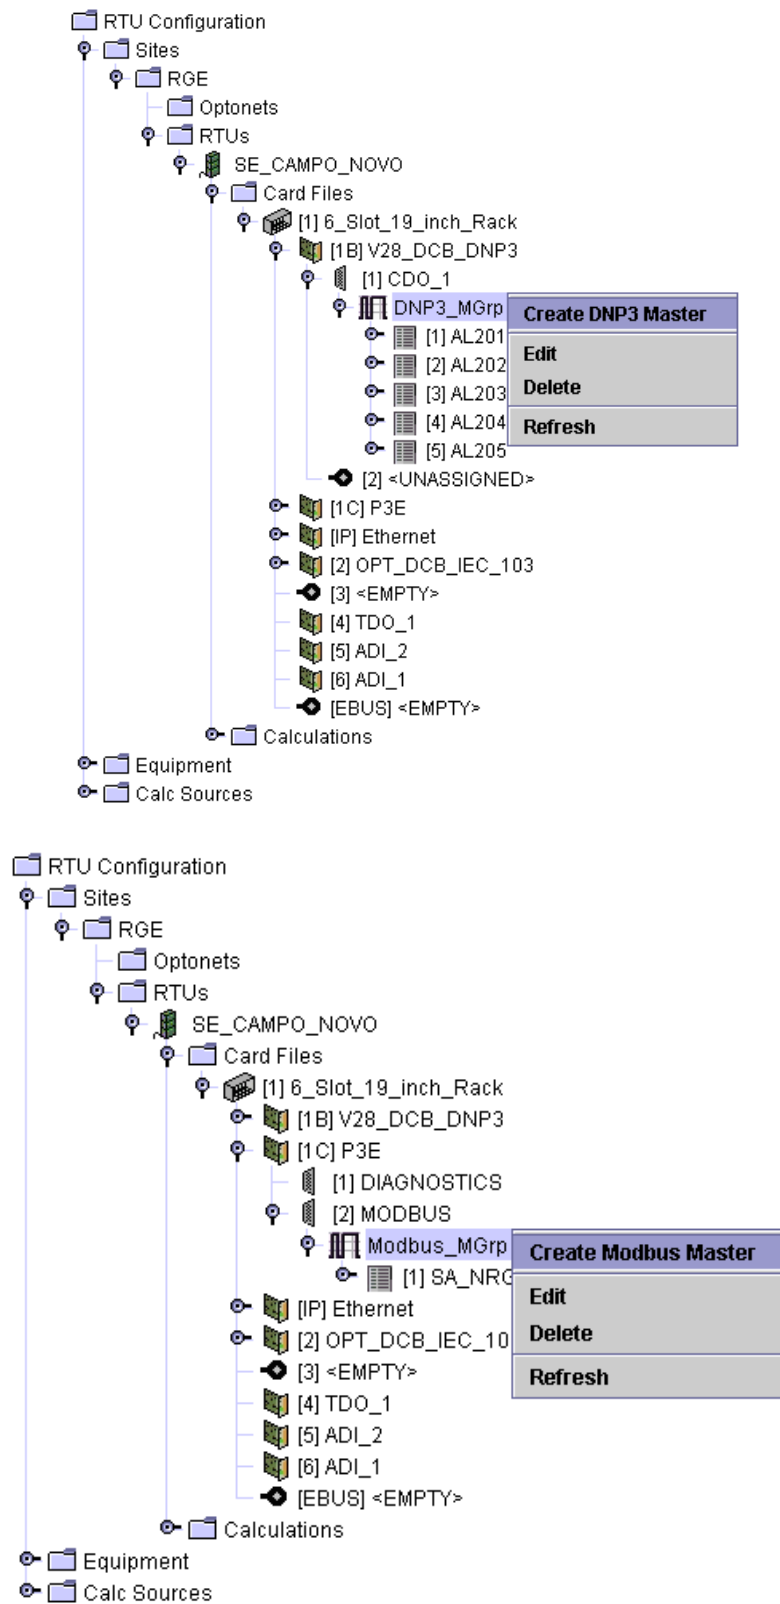 RTU Configuration
Sites
RGE
Optonets
RTUs
SE_CAMPO_NOVO
Card Files
[1] 6_Slot_19_inch_Rack
[1B] V28_DCB_DNP3
[1] CDO_1
DNP3_MGrp
Create DNP3 Master
[1] AL201
Edit
[2] AL202
Delete
[3] AL203
[4] AL204
Refresh
[5] AL205
[2] <UNASSIGNED>
[1C] P3E
[IP] Ethernet
[2] OPT_DCB_IEC_103
[3] <EMPTY>
[4] TDO_1
[5] ADI_2
[6] ADI_1
[EBUS] <EMPTY>
Calculations
Equipment
Calc Sources
RTU Configuration
Sites
RGE
Optonets
RTUs
SE_CAMPO_NOVO
Card Files
[1] 6_Slot_19_inch_Rack
[1B] V28_DCB_DNP3
[1C] P3E
[1] DIAGNOSTICS
[2] MODBUS
Modbus_MGrp
Create Modbus Master
[1] SA_NRG
Edit
[IP] Ethernet
Delete
[2] OPT_DCB_IEC_10
Refresh
[3] <EMPTY>
[4] TDO_1
[5] ADI_2
[6] ADI_1
[EBUS] <EMPTY>
Calculations
Equipment
Calc Sources